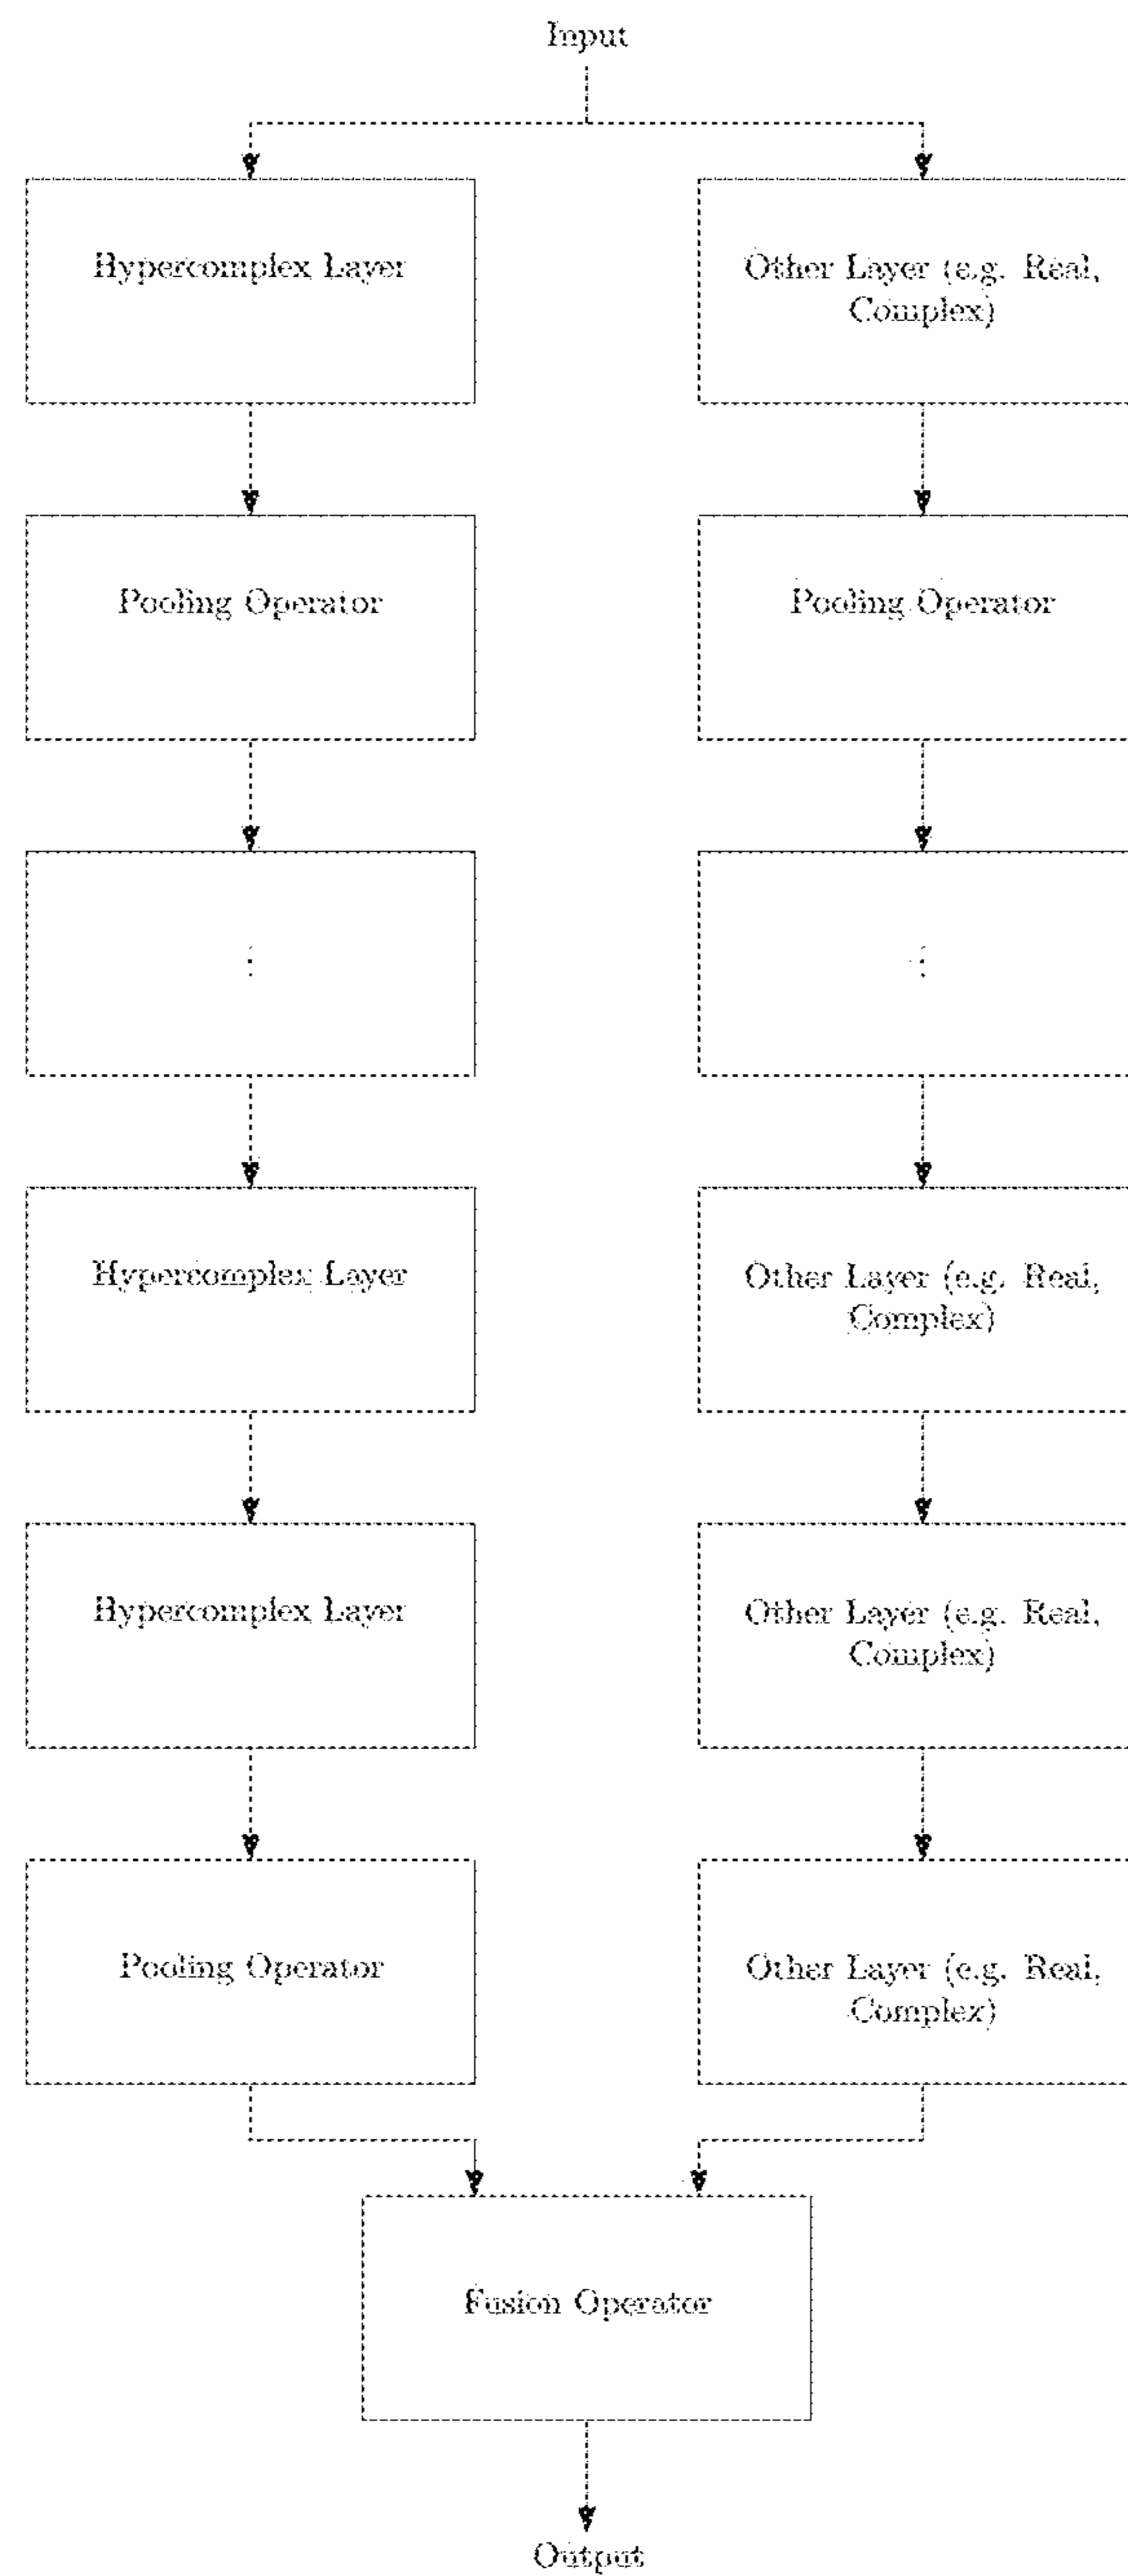 Input
Hypercomplex Layer
Other Layer (e.g. Real,
Complex)
Pooling Operator
Pooling Operator
⋮
⋮
Hypercomplex Layer
Other Layer (e.g. Real,
Complex)
Hypercomplex Layer
Other Layer (e.g. Real,
Complex)
Pooling Operator
Other Layer (e.g. Real,
Complex)
Fusion Operator
Output